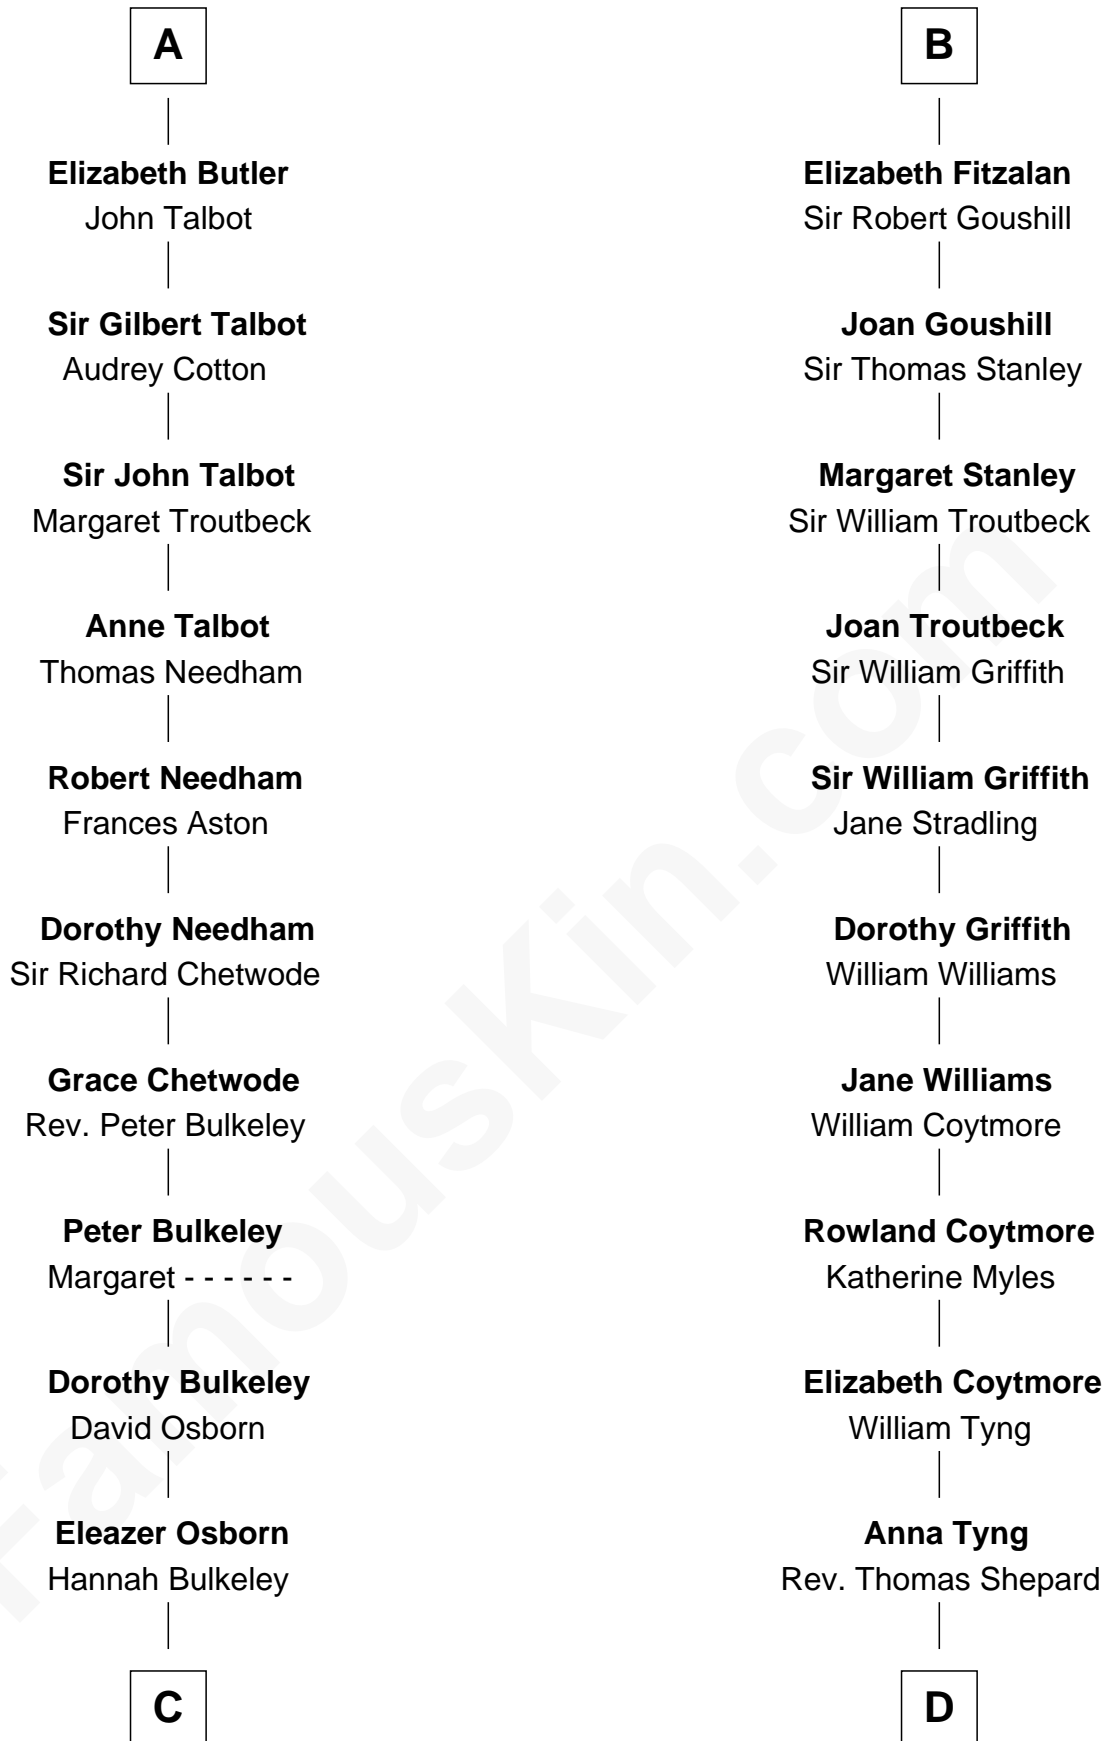 A
Elizabeth Butler
John Talbot
Sir Gilbert Talbot
Audrey Cotton
Sir John Talbot
Margaret Troutbeck
Anne Talbot
Thomas Needham
Robert Needham
Frances Aston
Dorothy Needham
Sir Richard Chetwode
Grace Chetwode
Rev. Peter Bulkeley
Peter Bulkeley
Margaret - - - - - -
Dorothy Bulkeley
David Osborn
Eleazer Osborn
Hannah Bulkeley
C
B
Elizabeth Fitzalan
Sir Robert Goushill
Joan Goushill
Sir Thomas Stanley
Margaret Stanley
Sir William Troutbeck
Joan Troutbeck
Sir William Griffith
Sir William Griffith
Jane Stradling
Dorothy Griffith
William Williams
Jane Williams
William Coytmore
Rowland Coytmore
Katherine Myles
Elizabeth Coytmore
William Tyng
Anna Tyng
Rev. Thomas Shepard
D
FamousKin.com